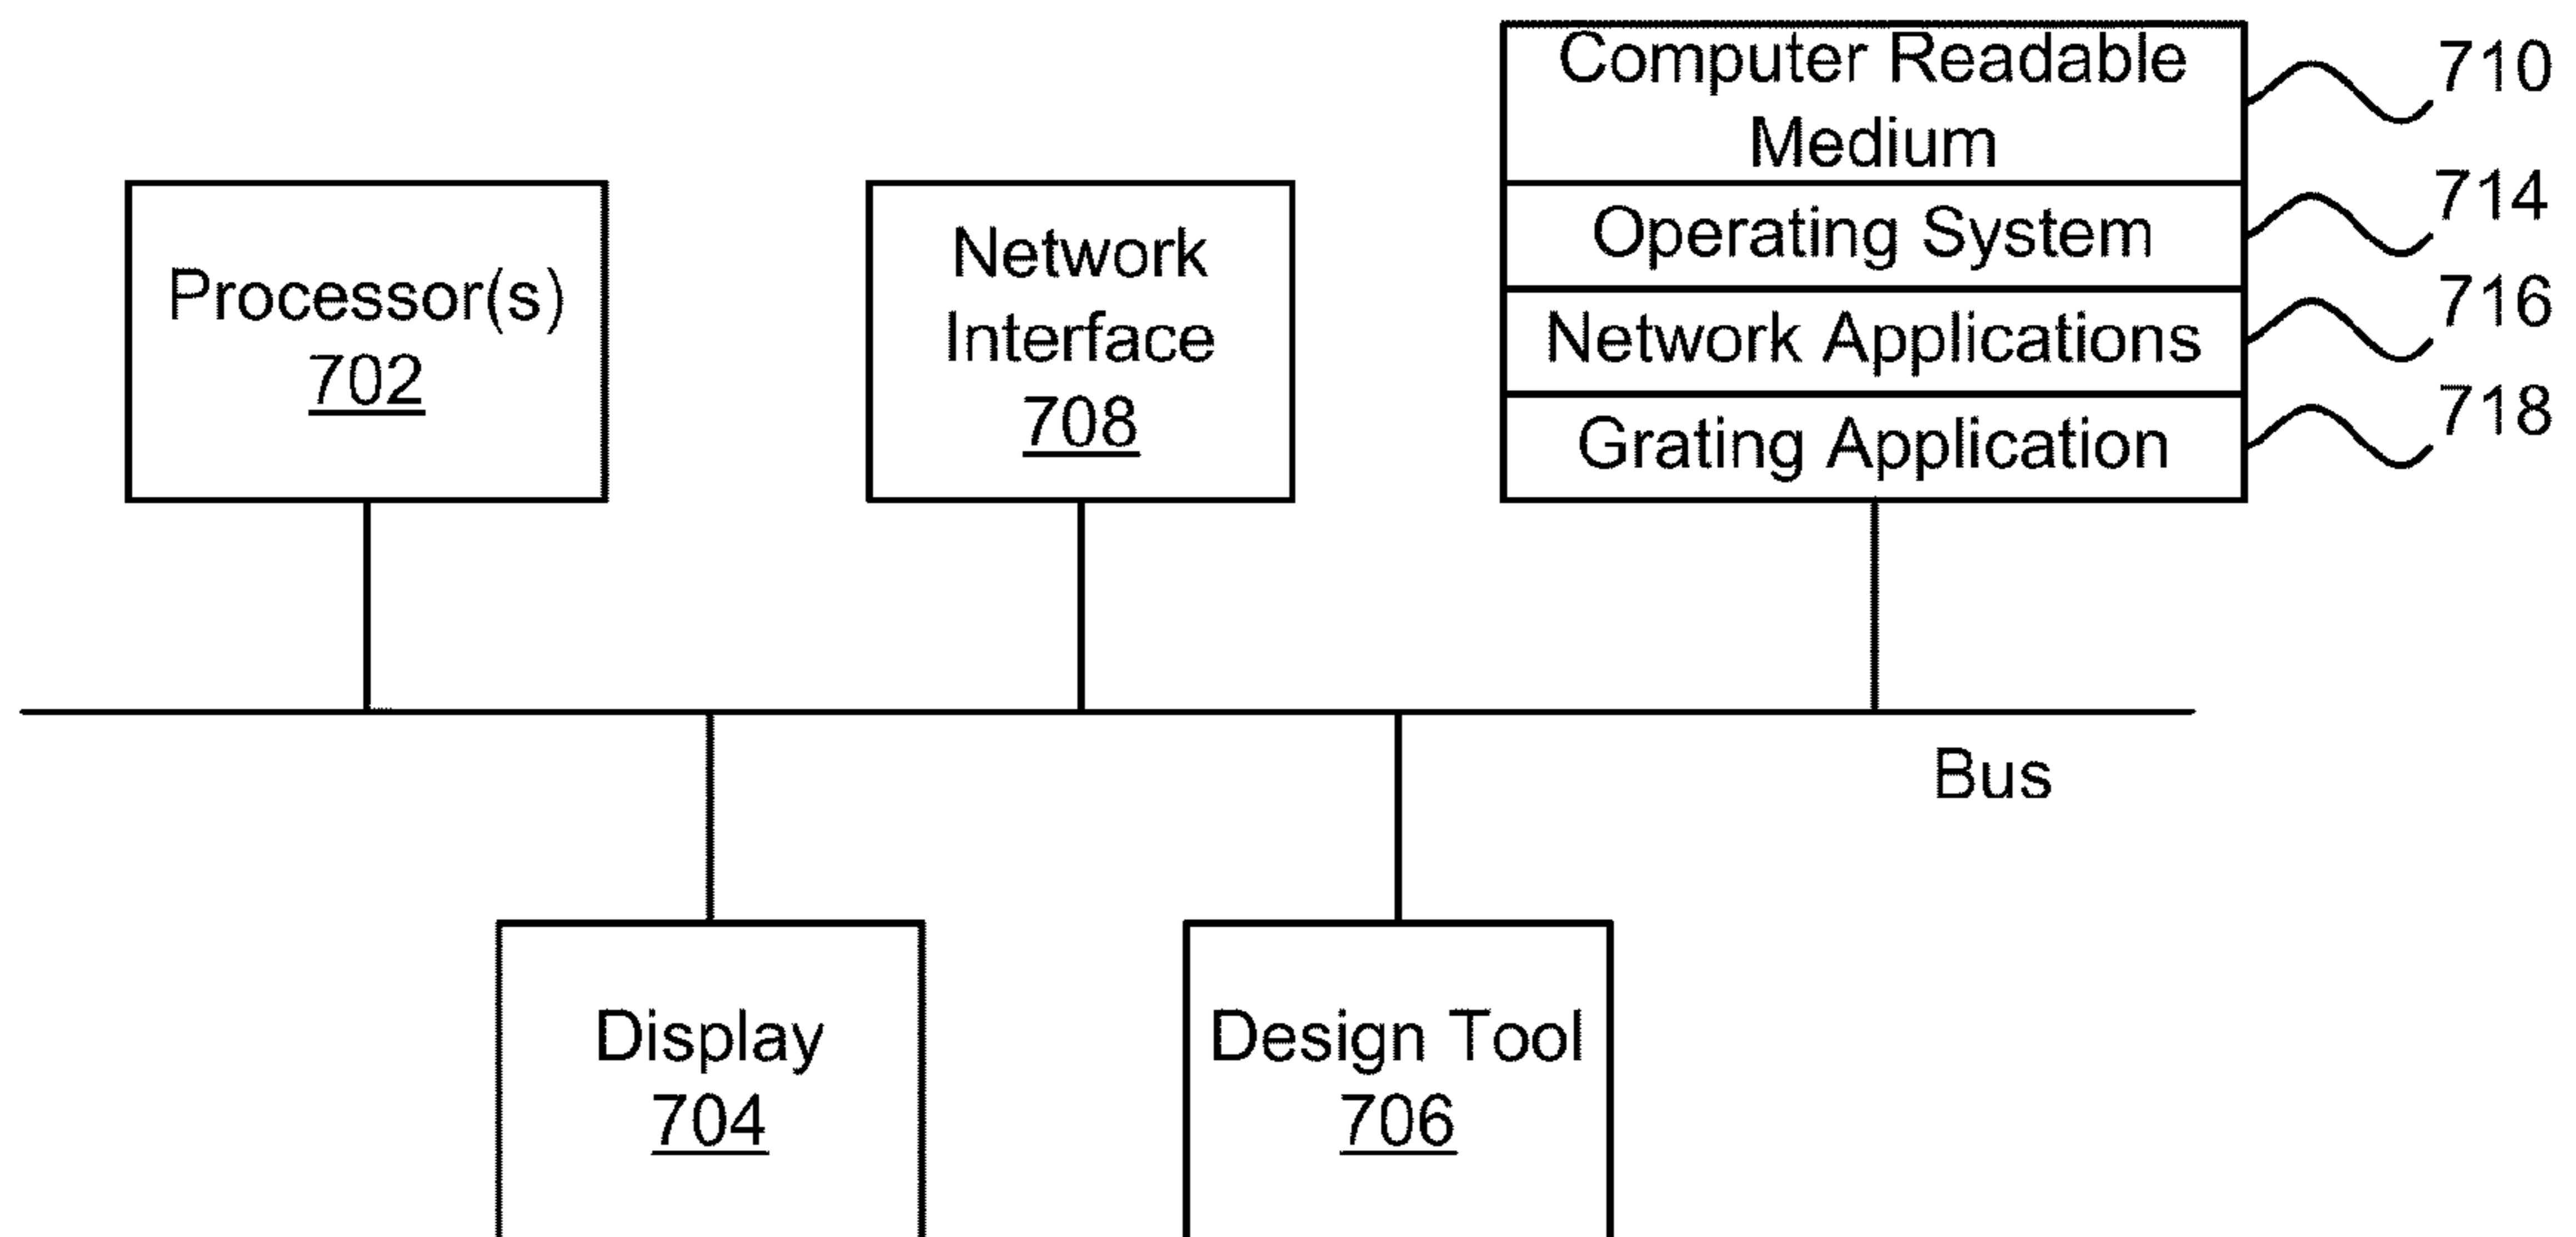 Computer Readable
Medium
710
Operating System
714
Network Applications
716
Grating Application
718
Processor(s)
702
Network
Interface
708
Bus
Display
704
Design Tool
706